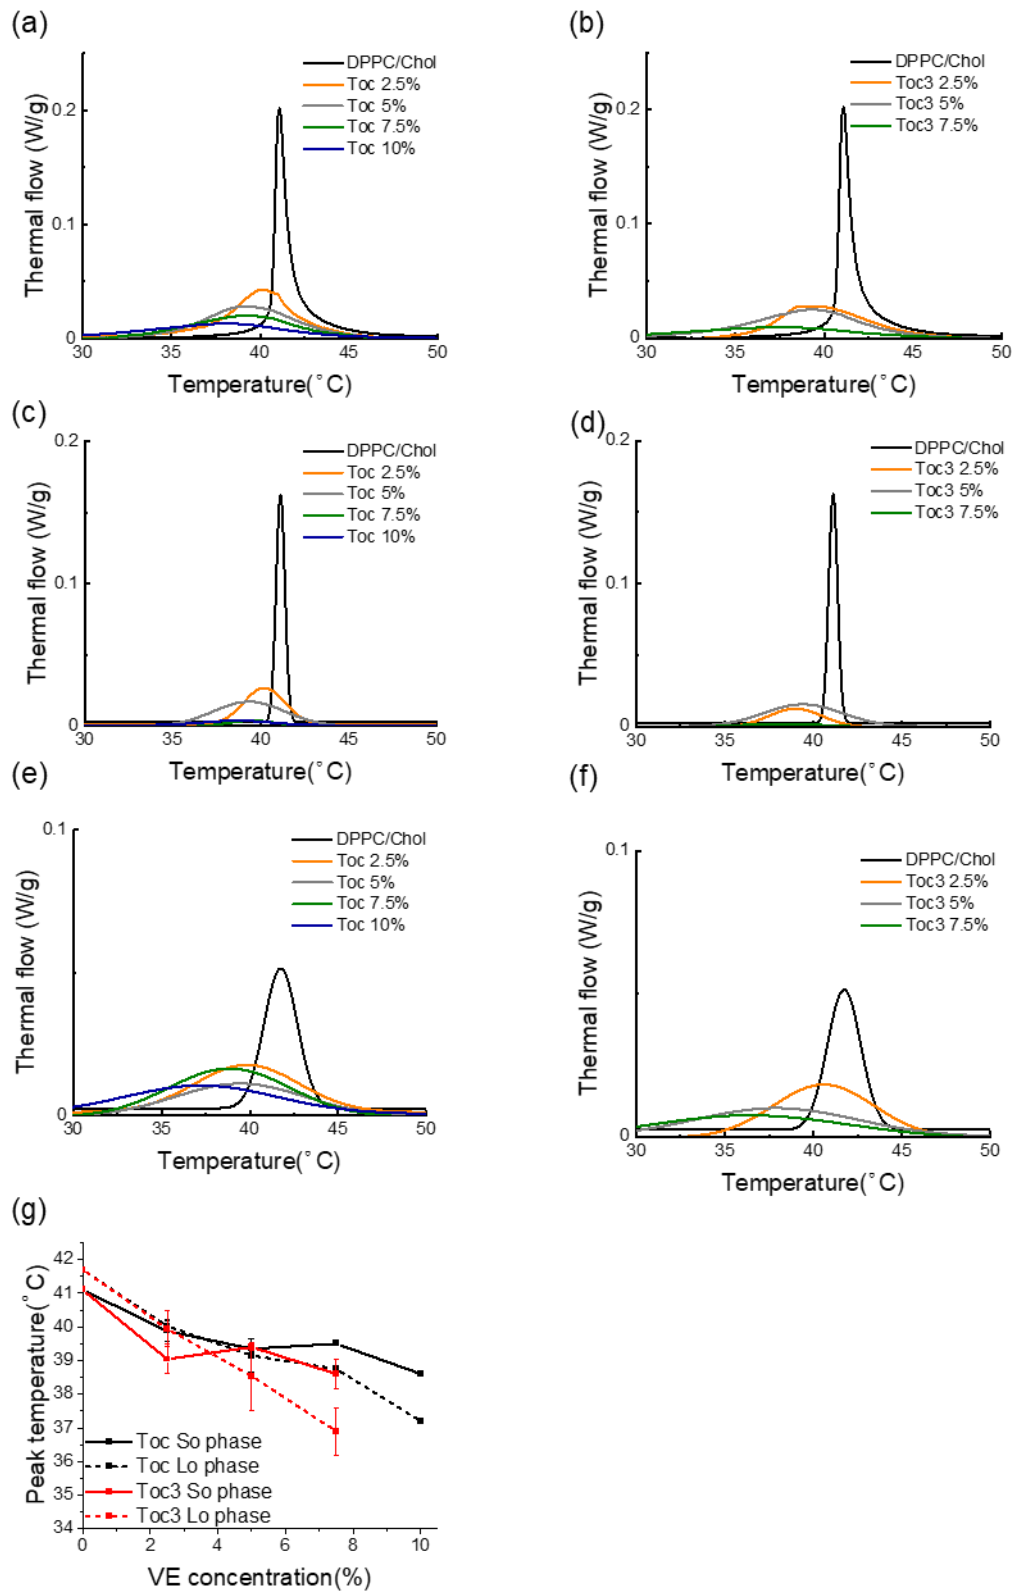 (a)
DPPC/Chol
Toc 2.5%
Toc 5%
Toc 7.5%
Toc 10%
0.2
0.1
0
30 35 40 45 50
Thermal flow (W/g)
Temperature(°C)
(b)
DPPC/Chol
Toc3 2.5%
Toc3 5%
Toc3 7.5%
0.2
0.1
0
30 35 40 45 50
Thermal flow (W/g)
Temperature(°C)
(c)
DPPC/Chol
Toc 2.5%
Toc 5%
Toc 7.5%
Toc 10%
0.2
0.1
0
30 35 40 45 50
Thermal flow (W/g)
Temperature(°C)
(d)
DPPC/Chol
Toc3 2.5%
Toc3 5%
Toc3 7.5%
0.2
0.1
0
30 35 40 45 50
Thermal flow (W/g)
Temperature(°C)
(e)
DPPC/Chol
Toc 2.5%
Toc 5%
Toc 7.5%
Toc 10%
0.1
0
30 35 40 45 50
Thermal flow (W/g)
Temperature(°C)
(f)
DPPC/Chol
Toc3 2.5%
Toc3 5%
Toc3 7.5%
0.1
0
30 35 40 45 50
Thermal flow (W/g)
Temperature(°C)
(g)
42
41
40
39
38
37
36
35
34
0 2 4 6 8 10
Peak temperature(°C)
Toc So phase
Toc Lo phase
Toc3 So phase
Toc3 Lo phase
VE concentration(%)